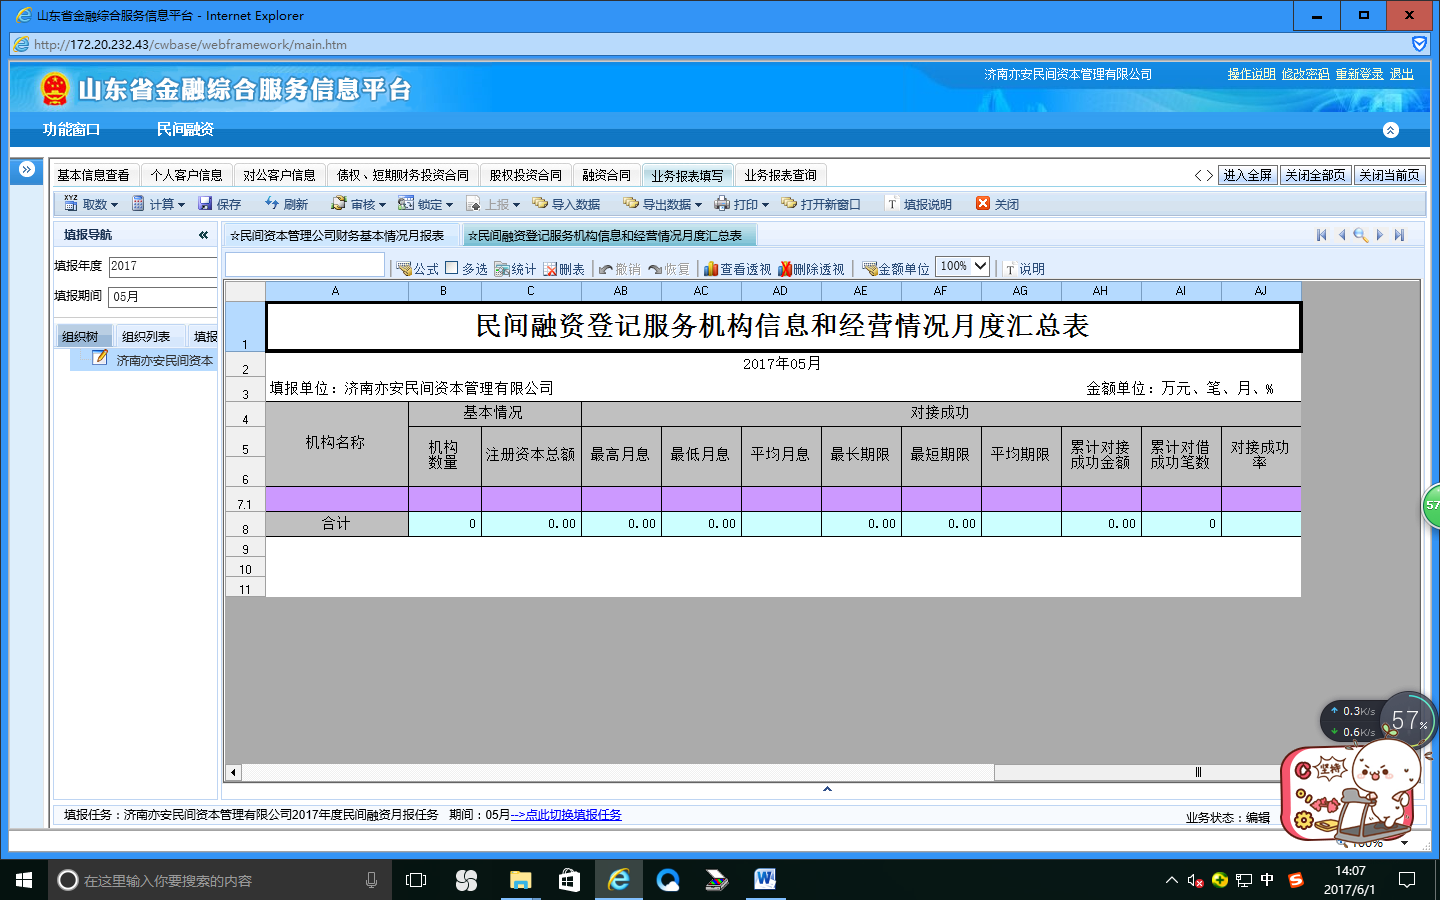 山东省金融综合服务信息平台 - Internet Explorer
http://172.20.232.43/cwbase/webframework/main.htm
山东省金融综合服务信息平台
济南亦安民间资本管理有限公司
操作说明 修改密码 重新登录 退出
功能窗口 民间融资
基本信息查看 个人客户信息 对公客户信息 债权、短期财务投资合同 股权投资合同 融资合同 业务报表填写 业务报表查询
进入全屏 关闭全部页 关闭当前页
XYZ 取数 计算 保存 刷新 审核 锁定 上报 导入数据 导出数据 打印 打开新窗口 T 填报说明 关闭
填报导航 «
☆民间资本管理公司财务基本情况月报表 ☆民间融资登记服务机构信息和经营情况月度汇总表
填报年度 2017
填报期间 05月
公式 多选 统计 删表 撤销 恢复 查看透视 删除透视 金额单位 100% T 说明
组织树 组织列表 填报
济南亦安民间资本
A B C AB AC AD AE AF AG AH AI AJ
1 民间融资登记服务机构信息和经营情况月度汇总表
2 2017年05月
3 填报单位：济南亦安民间资本管理有限公司 金额单位：万元、笔、月、%
4 基本情况 对接成功
5 机构名称 机构数量 注册资本总额 最高月息 最低月息 平均月息 最长期限 最短期限 平均期限 累计对接成功金额 累计对借成功笔数 对接成功率
6
7.1
8 合计 0 0.00 0.00 0.00 0.00 0.00 0.00 0
9
10
11
填报任务：济南亦安民间资本管理有限公司2017年度民间融资月报任务 期间：05月-->点此切换填报任务
业务状态：编辑
57
0.3K/s
0.6K/s
57%
C 坚持
100%
在这里输入你要搜索的内容
中
14:07
2017/6/1